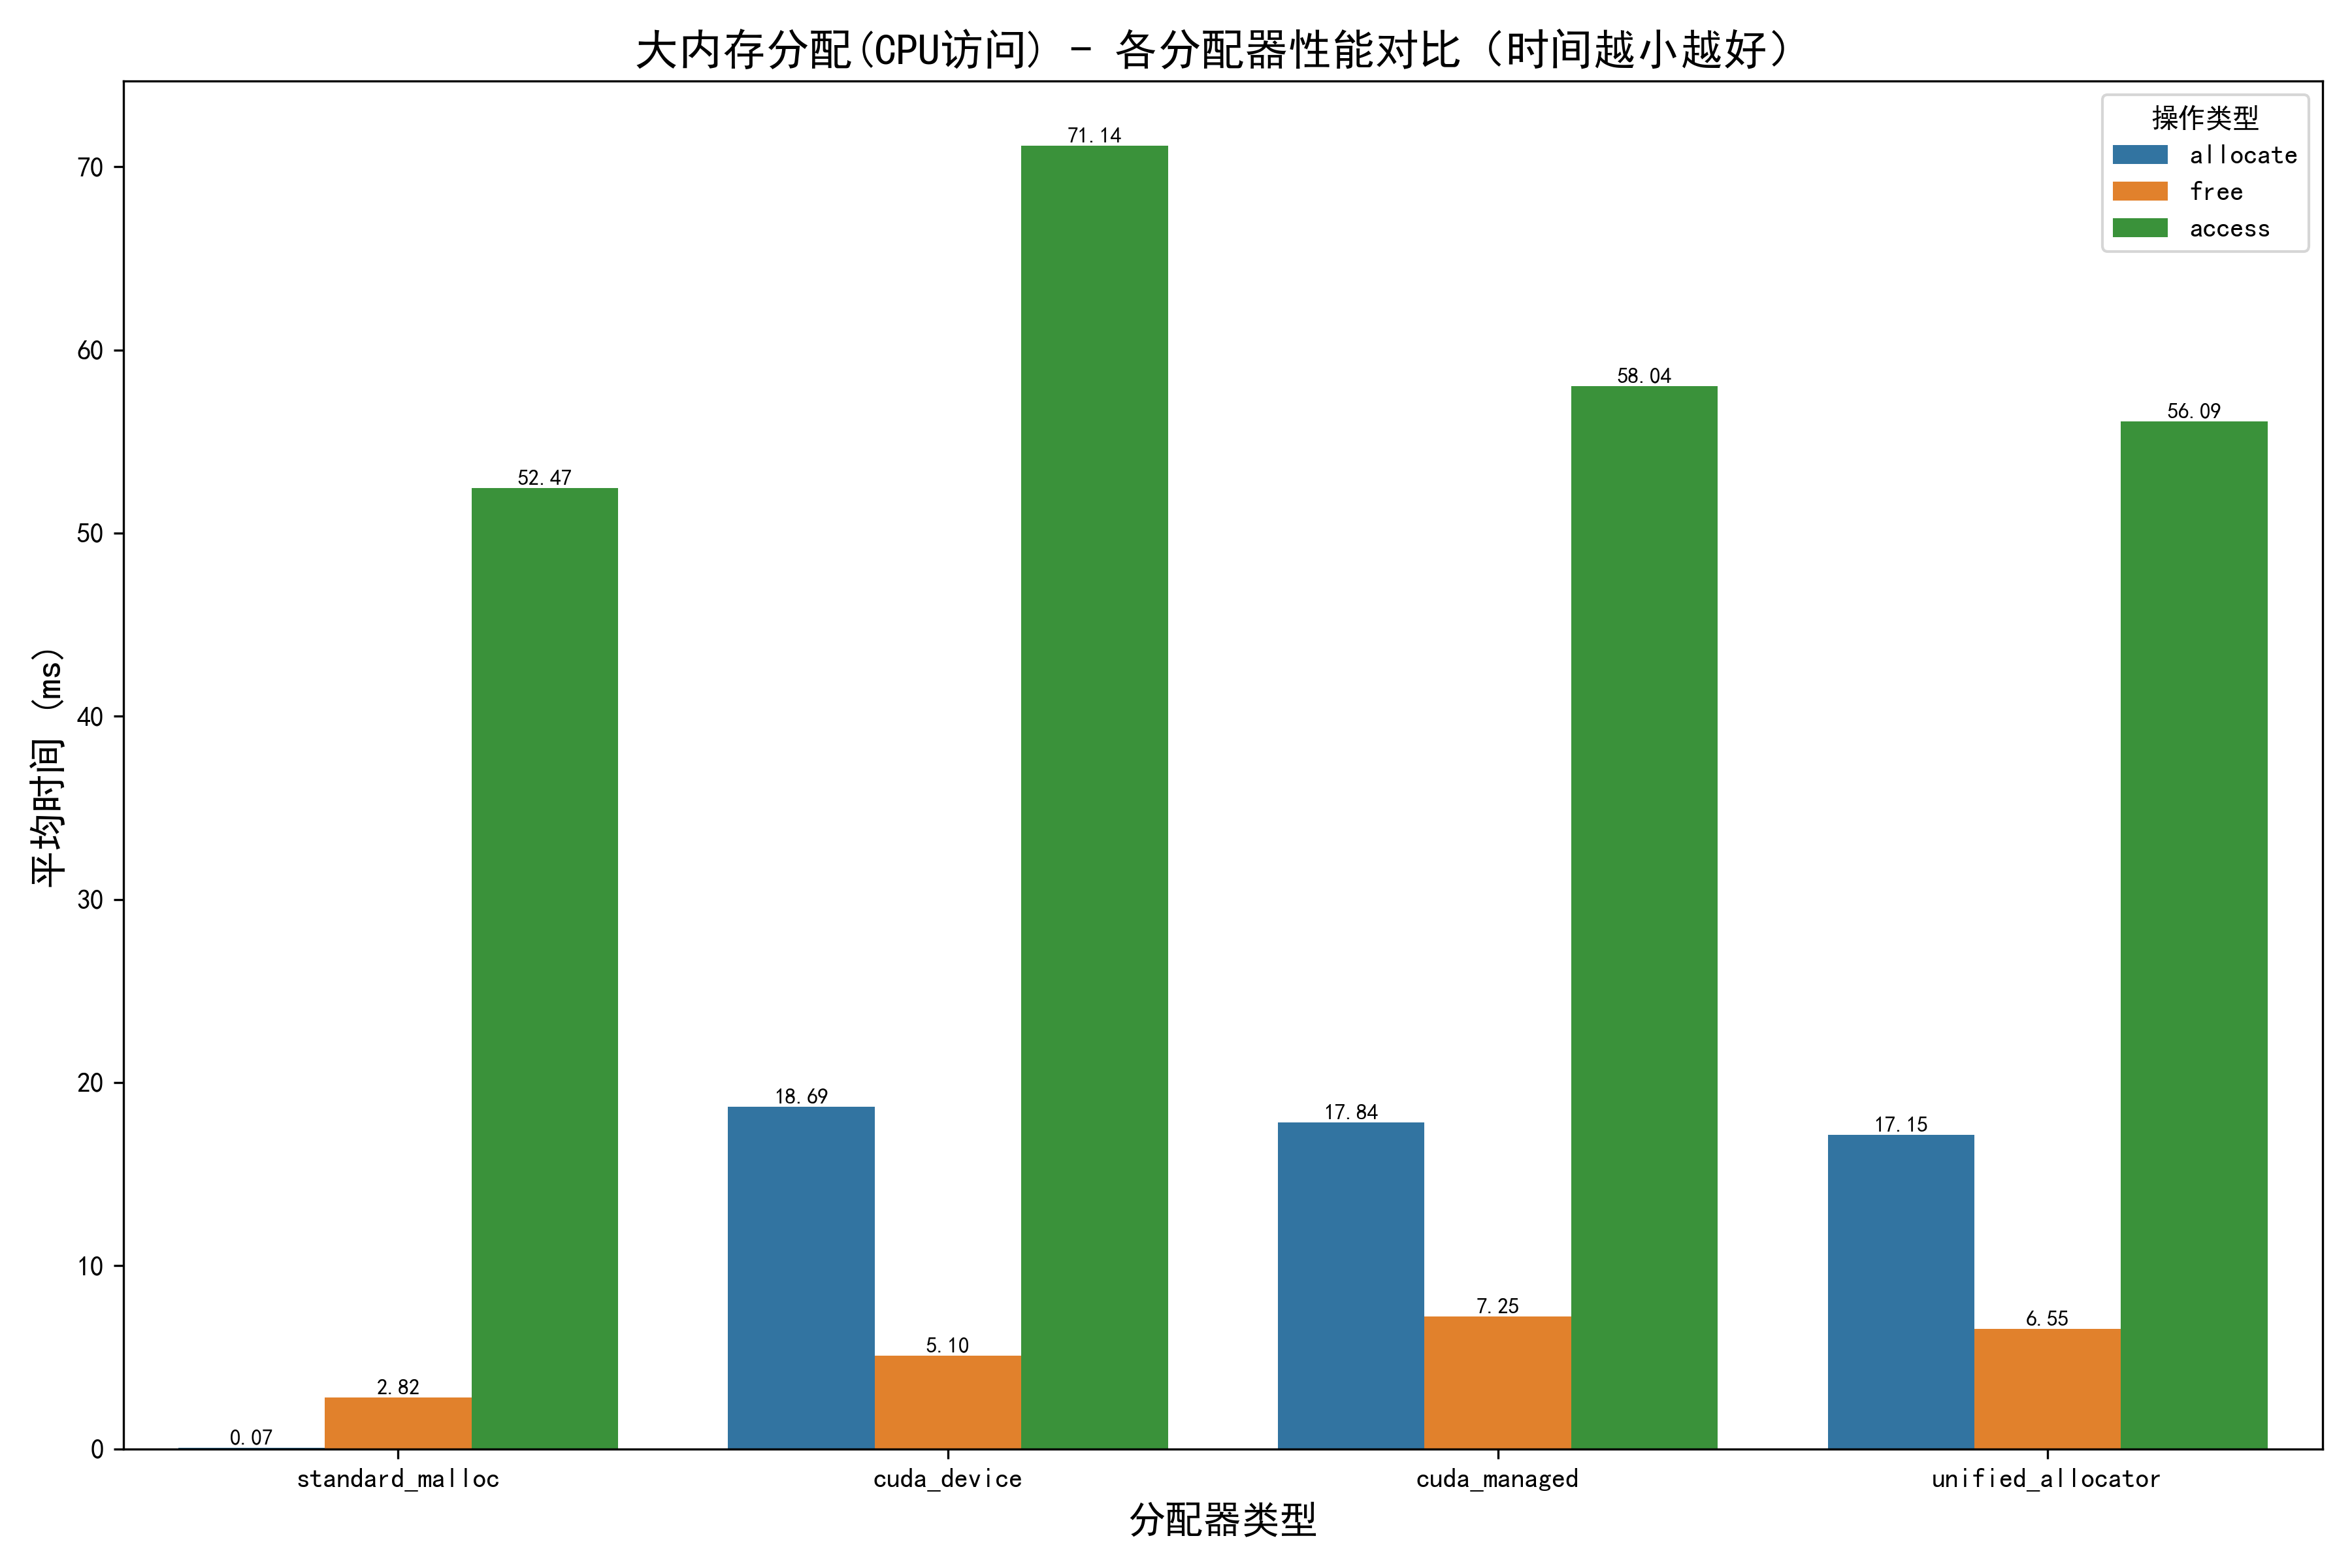 大内存分配(CPU访问) - 各分配器性能对比（时间越小越好）
操作类型
allocate
free
access
平均时间 (ms)
70
60
50
40
30
20
10
0
0.07
2.82
52.47
18.69
5.10
71.14
17.84
7.25
58.04
17.15
6.55
56.09
standard_malloc
cuda_device
cuda_managed
unified_allocator
分配器类型